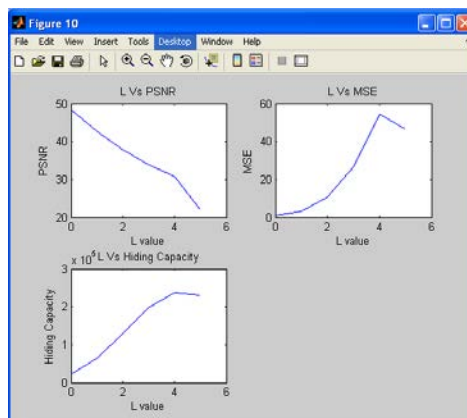 Figure 10
File Edit View Insert Tools Desktop Window Help
L Vs PSNR
50
40
30
20
PSNR
0 2 4 6
L value
L Vs MSE
60
40
20
0
MSE
0 2 4 6
L value
x 10^5 L Vs Hiding Capacity
3
2
1
0
Hiding Capacity
0 2 4 6
L value